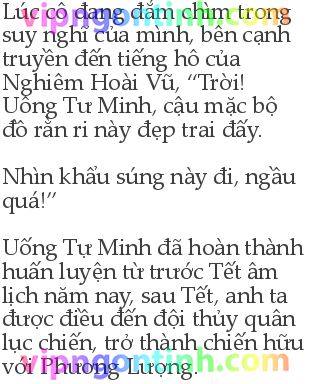 Lúc cô đang đắm chìm trong
suy nghĩ của mình, bên cạnh
truyền đến tiếng hô của
Nghiêm Hoài Vũ, “Trời!
Uông Tư Minh, cậu mặc bộ
đồ rằn ri này đẹp trai đấy.
Nhìn khẩu súng này đi, ngầu
quá!”
Uống Tự Minh đã hoàn thành
huấn luyện từ trước Tết âm
lịch năm nay, sau Tết, anh ta
được điều đến đội thủy quân
lục chiến, trở thành chiến hữu
với Phương Lượng.
vipngontinh.com
vipngontinh.com